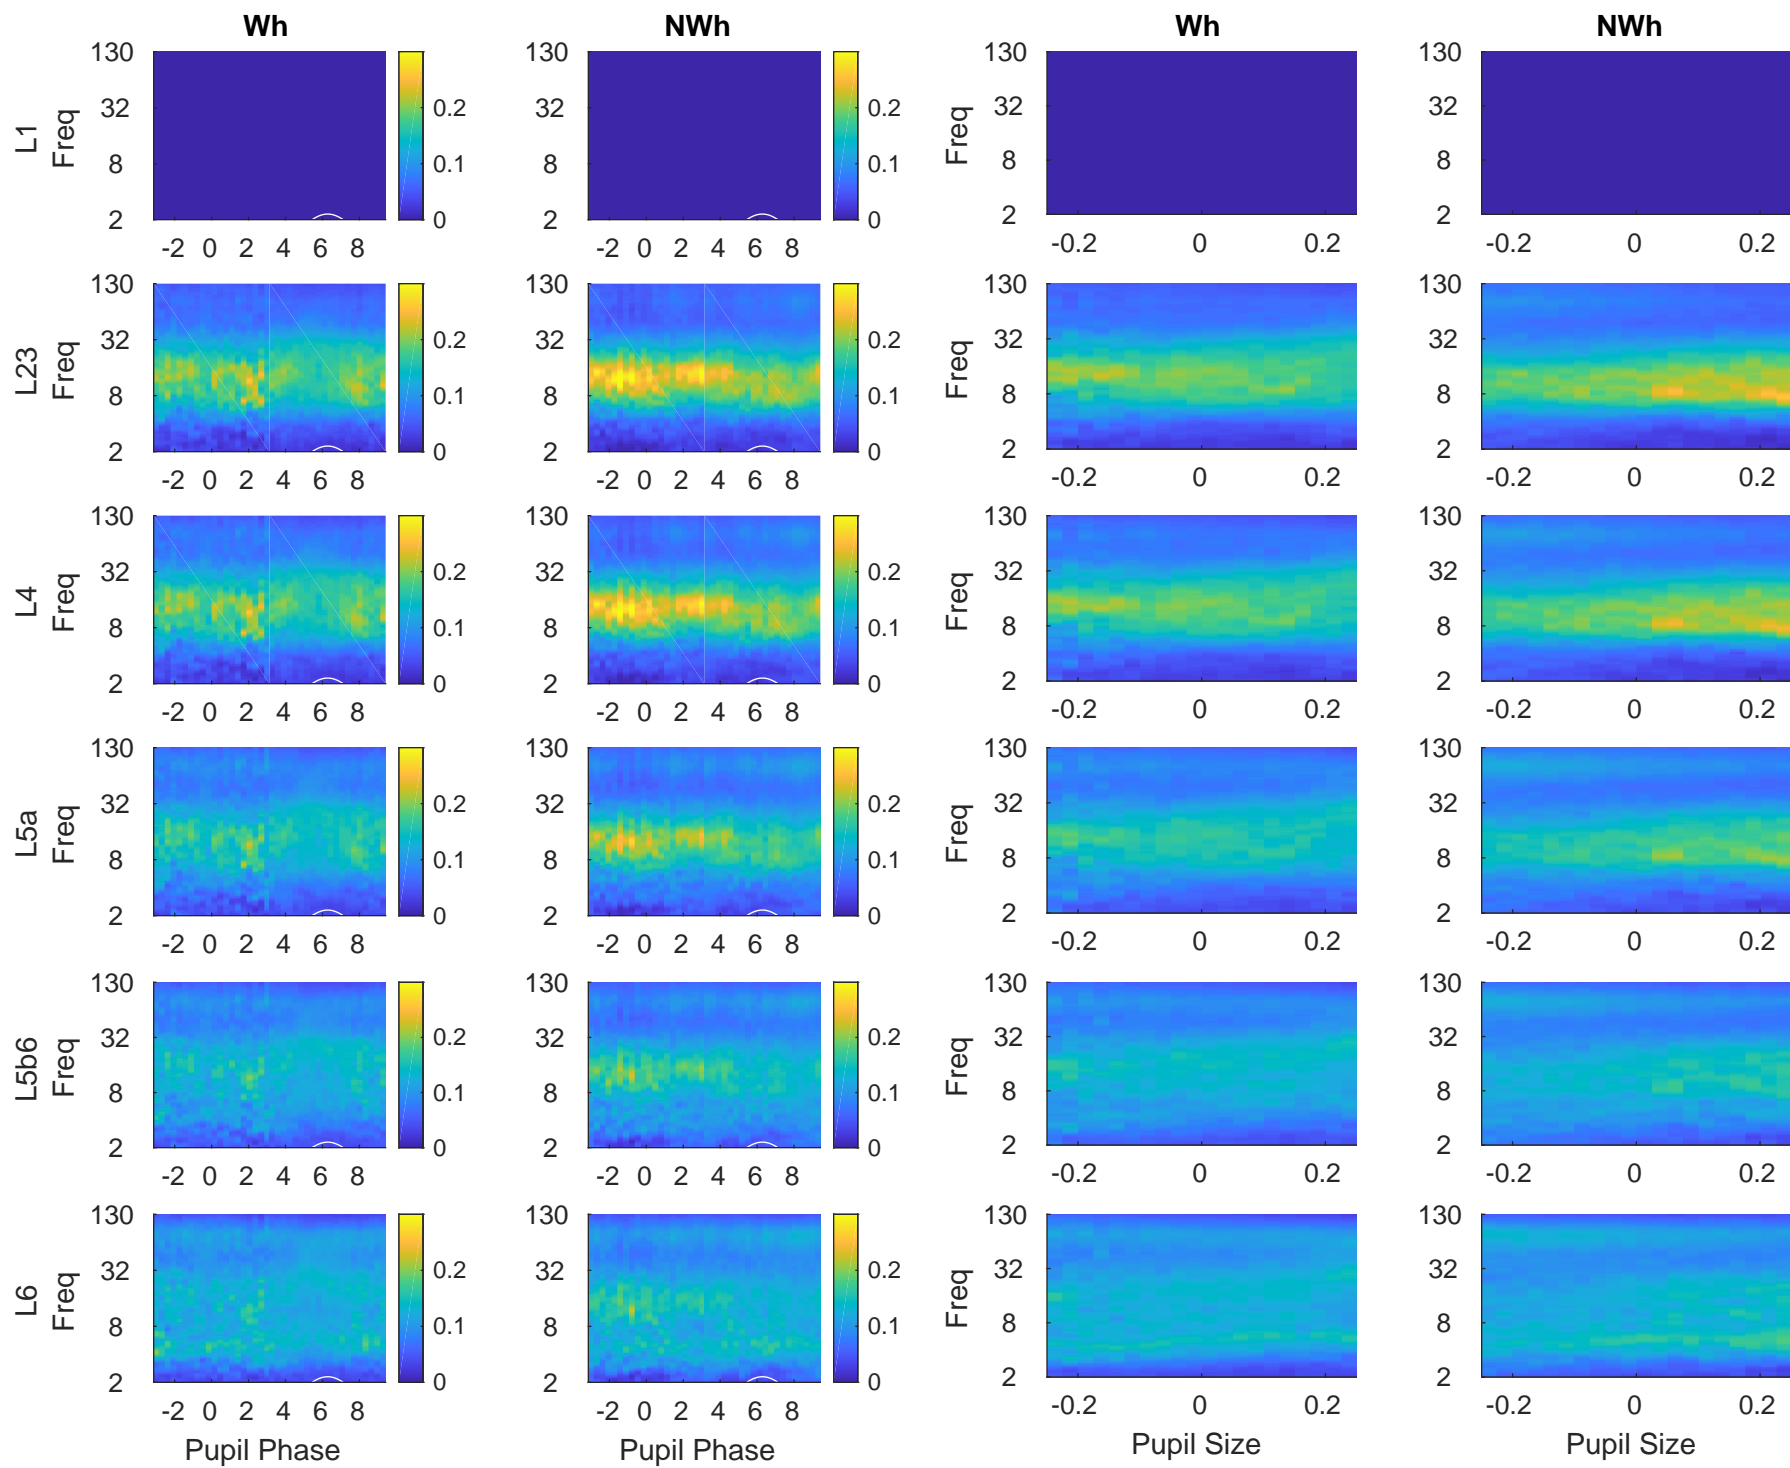 Wh NWh Wh NWh
L1 Freq 130 32 8 2 -2 0 2 4 6 8 0.2 0.1 0
130 32 8 2 -2 0 2 4 6 8 0.2 0.1 0
Freq 130 32 8 2 -0.2 0 0.2
130 32 8 2 -0.2 0 0.2
L23 Freq 130 32 8 2 -2 0 2 4 6 8 0.2 0.1 0
130 32 8 2 -2 0 2 4 6 8 0.2 0.1 0
Freq 130 32 8 2 -0.2 0 0.2
130 32 8 2 -0.2 0 0.2
L4 Freq 130 32 8 2 -2 0 2 4 6 8 0.2 0.1 0
130 32 8 2 -2 0 2 4 6 8 0.2 0.1 0
Freq 130 32 8 2 -0.2 0 0.2
130 32 8 2 -0.2 0 0.2
L5a Freq 130 32 8 2 -2 0 2 4 6 8 0.2 0.1 0
130 32 8 2 -2 0 2 4 6 8 0.2 0.1 0
Freq 130 32 8 2 -0.2 0 0.2
130 32 8 2 -0.2 0 0.2
L5b6 Freq 130 32 8 2 -2 0 2 4 6 8 0.2 0.1 0
130 32 8 2 -2 0 2 4 6 8 0.2 0.1 0
Freq 130 32 8 2 -0.2 0 0.2
130 32 8 2 -0.2 0 0.2
L6 Freq 130 32 8 2 -2 0 2 4 6 8 0.2 0.1 0
130 32 8 2 -2 0 2 4 6 8 0.2 0.1 0
Freq 130 32 8 2 -0.2 0 0.2
130 32 8 2 -0.2 0 0.2
Pupil Phase Pupil Phase Pupil Size Pupil Size